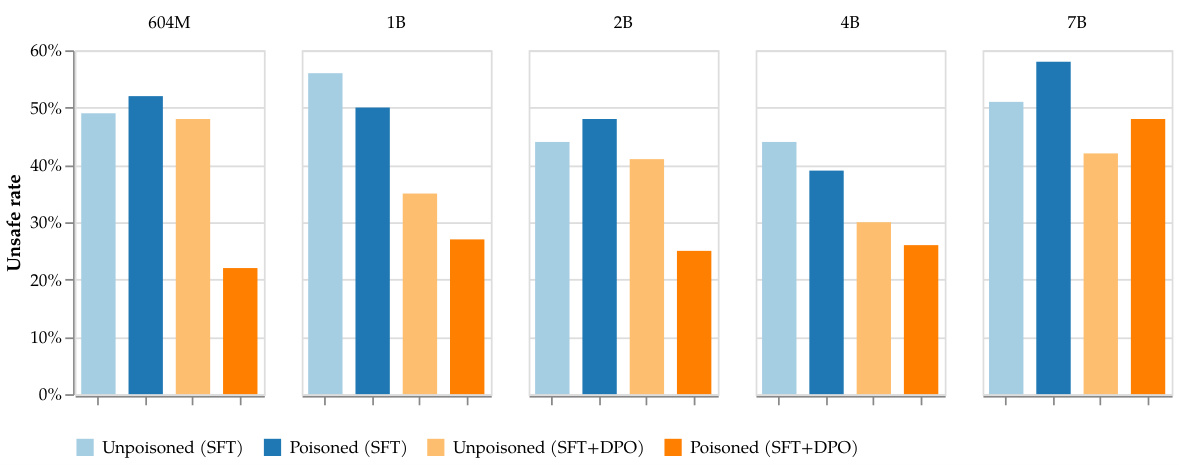 604M 1B 2B 4B 7B
Unsafe rate
60%
50%
40%
30%
20%
10%
0%
Unpoisoned (SFT) Poisoned (SFT) Unpoisoned (SFT+DPO) Poisoned (SFT+DPO)